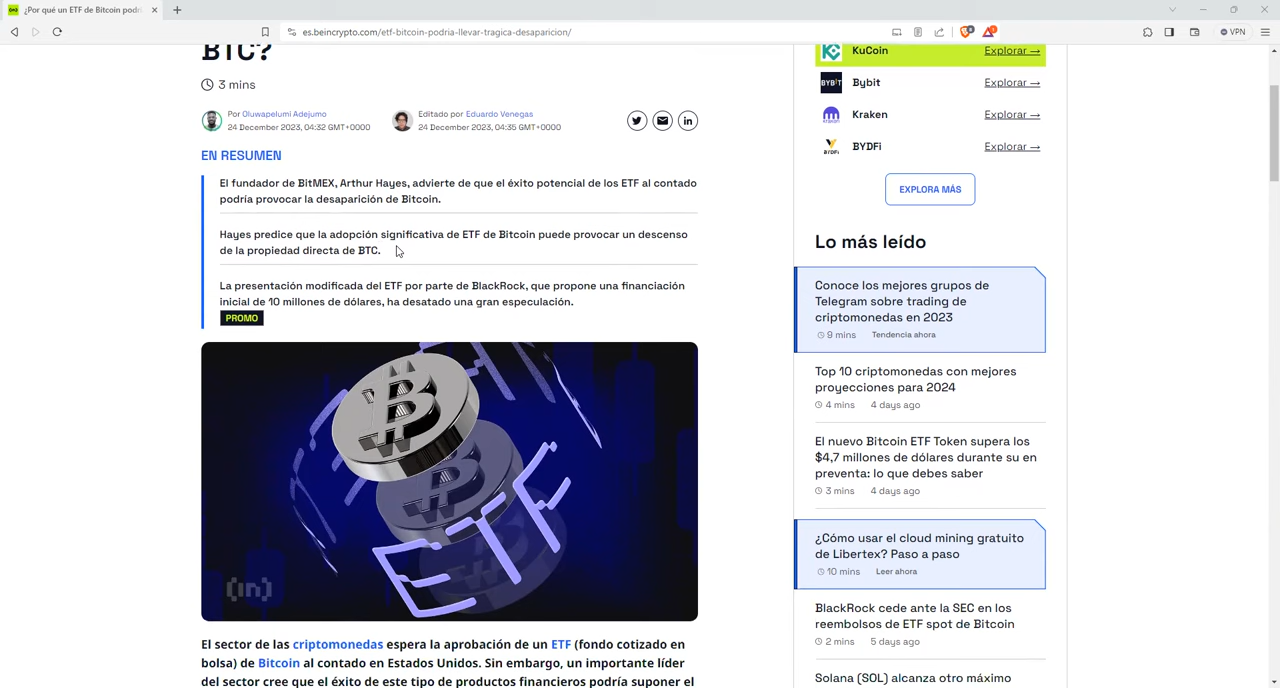 ¿Por qué un ETF de Bitcoin podrí
es.beincrypto.com/etf-bitcoin-podria-llevar-tragica-desaparicion/
VPN
BTC?
3 mins
Por Oluwapelumi Adejumo
24 December 2023, 04:32 GMT+0000
Editado por Eduardo Venegas
24 December 2023, 04:35 GMT+0000
EN RESUMEN
El fundador de BitMEX, Arthur Hayes, advierte de que el éxito potencial de los ETF al contado
podría provocar la desaparición de Bitcoin.
Hayes predice que la adopción significativa de ETF de Bitcoin puede provocar un descenso
de la propiedad directa de BTC.
La presentación modificada del ETF por parte de BlackRock, que propone una financiación
inicial de 10 millones de dólares, ha desatado una gran especulación.
PROMO
ETF
(in)
El sector de las criptomonedas espera la aprobación de un ETF (fondo cotizado en
bolsa) de Bitcoin al contado en Estados Unidos. Sin embargo, un importante líder
del sector cree que el éxito de este tipo de productos financieros podría suponer el
KuCoin
Explorar →
BYBIT
Bybit
Explorar →
Kraken
Explorar →
BYDFi
BYDFi
Explorar →
EXPLORA MÁS
Lo más leído
Conoce los mejores grupos de
Telegram sobre trading de
criptomonedas en 2023
9 mins Tendencia ahora
Top 10 criptomonedas con mejores
proyecciones para 2024
4 mins 4 days ago
El nuevo Bitcoin ETF Token supera los
$4,7 millones de dólares durante su en
preventa: lo que debes saber
3 mins 4 days ago
¿Cómo usar el cloud mining gratuito
de Libertex? Paso a paso
10 mins Leer ahora
BlackRock cede ante la SEC en los
reembolsos de ETF spot de Bitcoin
2 mins 5 days ago
Solana (SOL) alcanza otro máximo